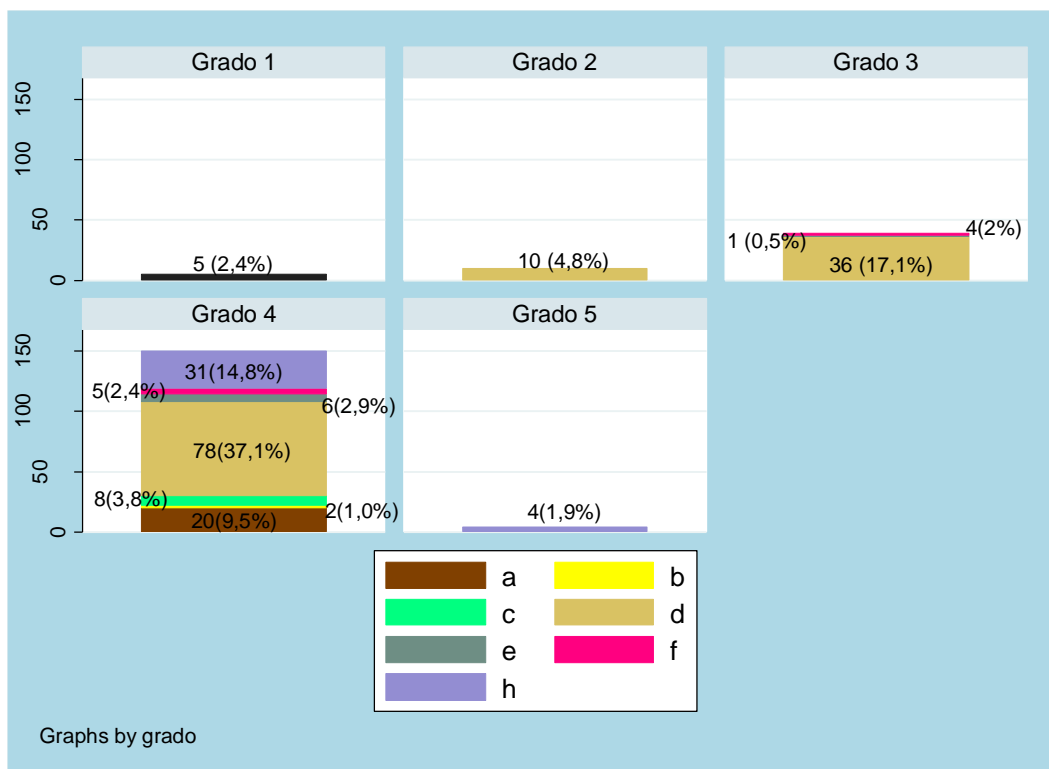 Grado 1
Grado 2
Grado 3
150
100
50
0
5 (2,4%)
10 (4,8%)
4(2%)
1 (0,5%)
36 (17,1%)
Grado 4
Grado 5
150
100
50
0
31(14,8%)
5(2,4%)
6(2,9%)
78(37,1%)
8(3,8%)
2(1,0%)
20(9,5%)
4(1,9%)
a
b
c
d
e
f
h
Graphs by grado